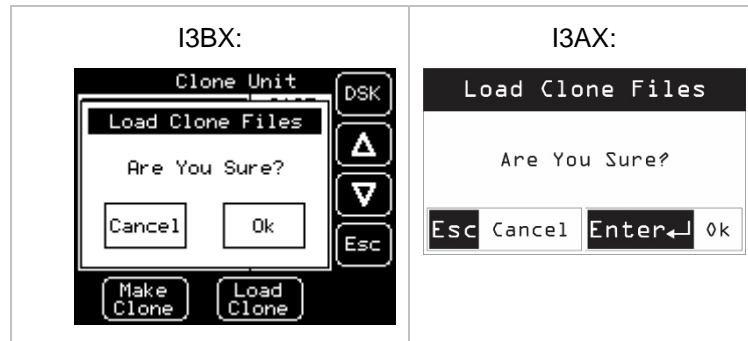 I3BX:
Clone Unit
DSK
Load Clone Files
Are You Sure?
Cancel Ok
Esc
Make Clone
Load Clone
I3AX:
Load Clone Files
Are You Sure?
Esc Cancel Enter↵ Ok